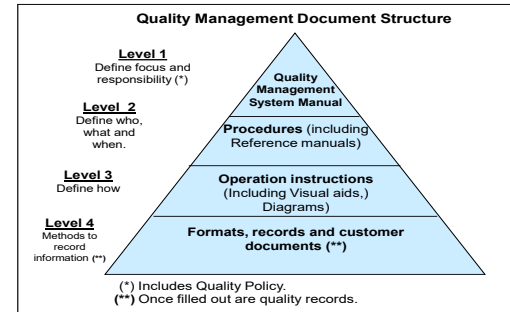 Quality Management Document Structure
Level 1
Define focus and
responsibility (*)
Quality
Management
System Manual
Level  2
Define who,
what and
when.
Procedures (including
Reference manuals)
Level 3
Define how
Operation instructions
(Including Visual aids,)
Diagrams)
Level 4
Methods to
record
information (**)
Formats, records and customer
documents (**)
(*) Includes Quality Policy.
(**) Once filled out are quality records.